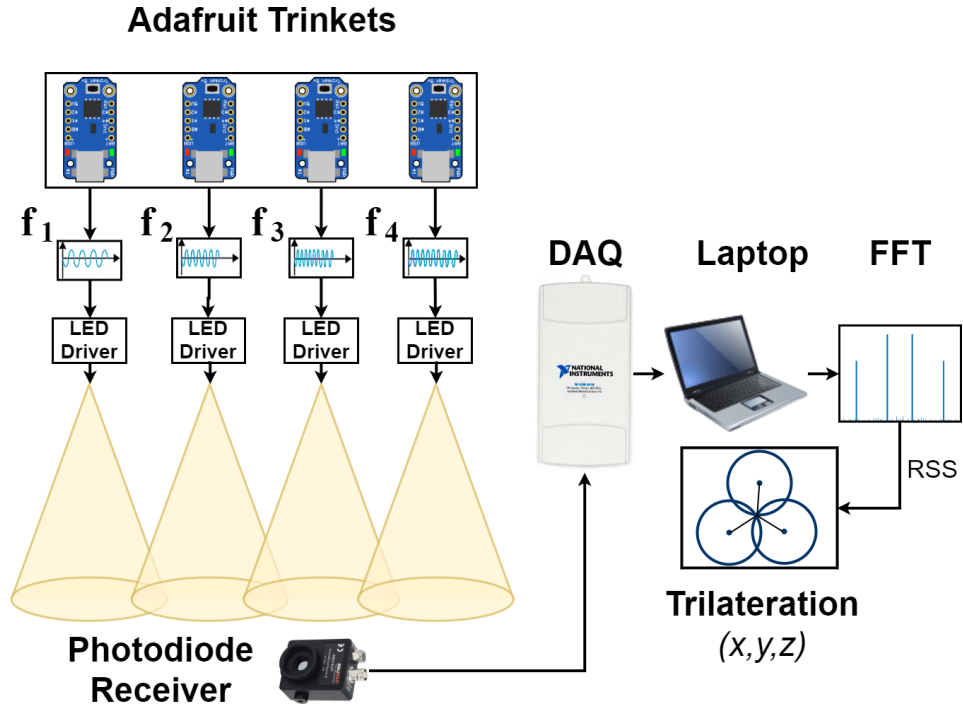 Adafruit Trinkets
f1
f2
f3
f4
LED
Driver
LED
Driver
LED
Driver
LED
Driver
DAQ
Laptop
FFT
NATIONAL
INSTRUMENTS
RSS
Trilateration
(x,y,z)
Photodiode
Receiver